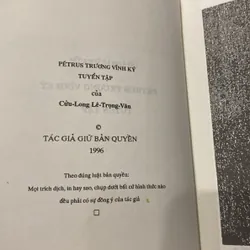 PÉTRUS TRƯƠNG VĨNH KÝ
TUYỂN TẬP
của
Cửu-Long Lê-Trọng-Văn
©
TÁC GIẢ GIỮ BẢN QUYỀN
1996
Theo đúng luật bản quyền:
Mọi trích dịch, in hay sao, chụp dưới bất cứ hình thức nào
đều phải có sự đồng ý của tác giả